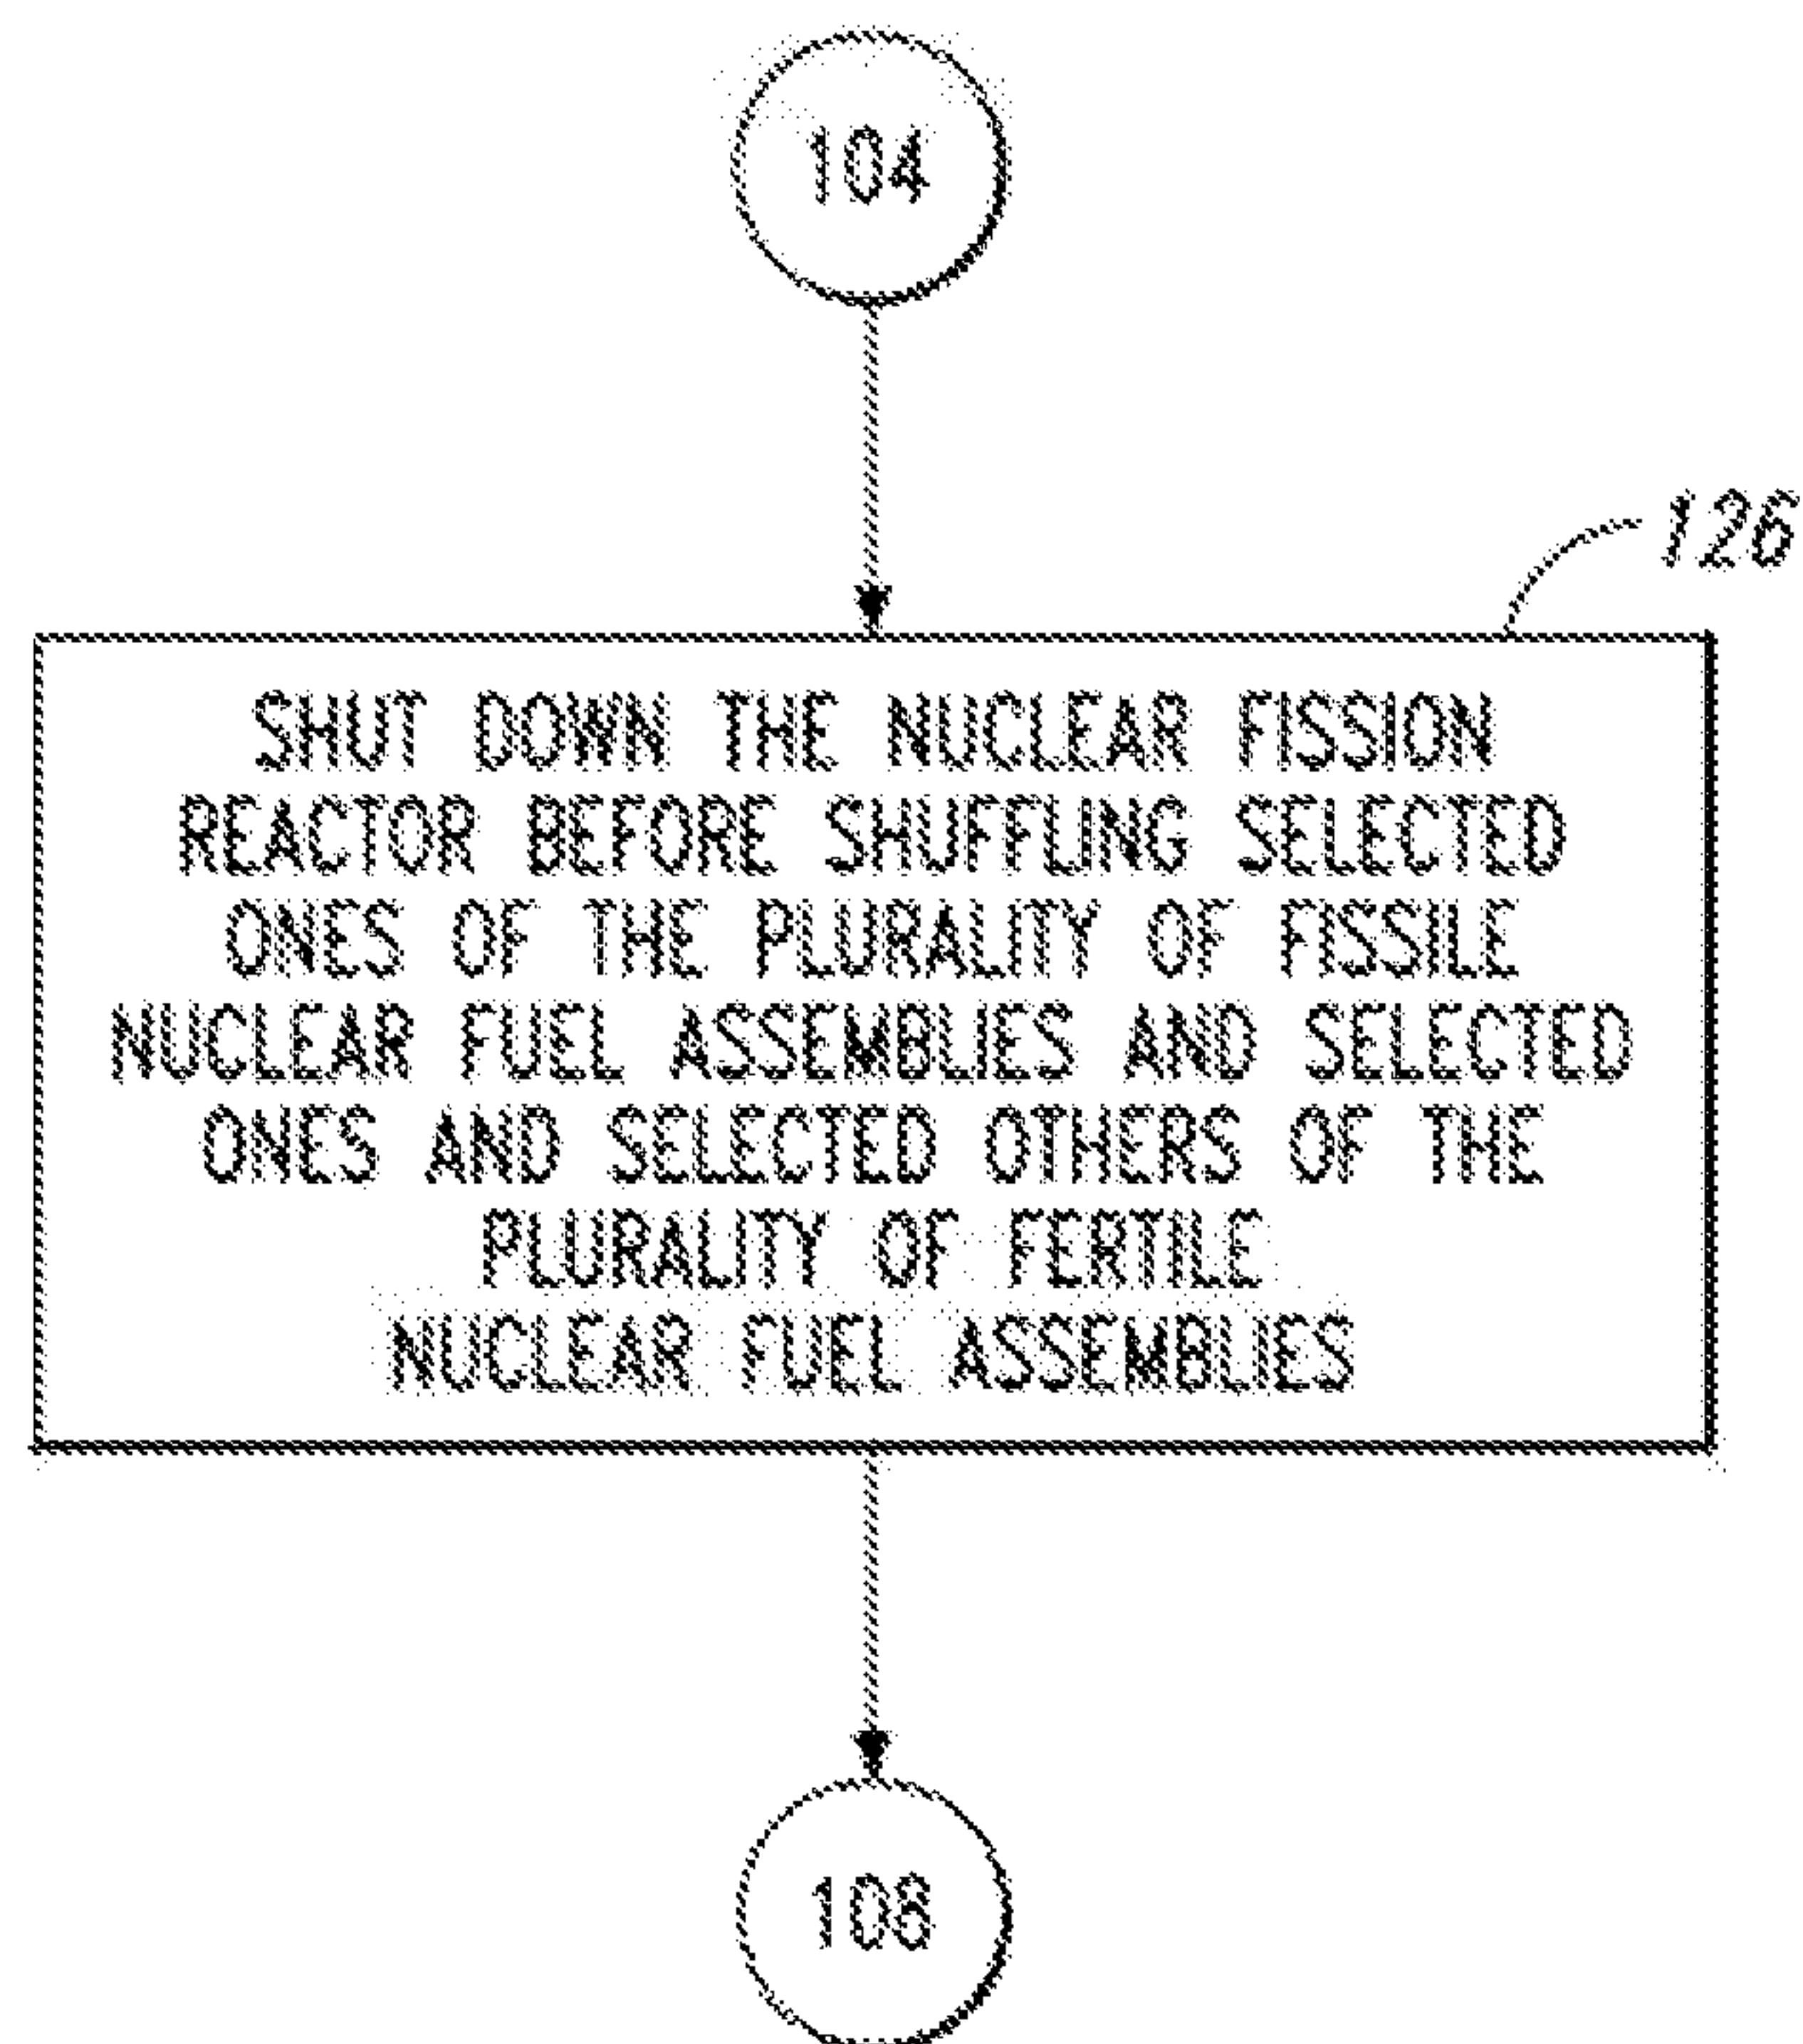 104
126
SHUT DOWN THE NUCLEAR FISSION
REACTOR BEFORE SHUFFLING SELECTED
ONES OF THE PLURALITY OF FISSILE
NUCLEAR FUEL ASSEMBLIES AND SELECTED
ONES AND SELECTED OTHERS OF THE
PLURALITY OF FERTILE
NUCLEAR FUEL ASSEMBLIES
108